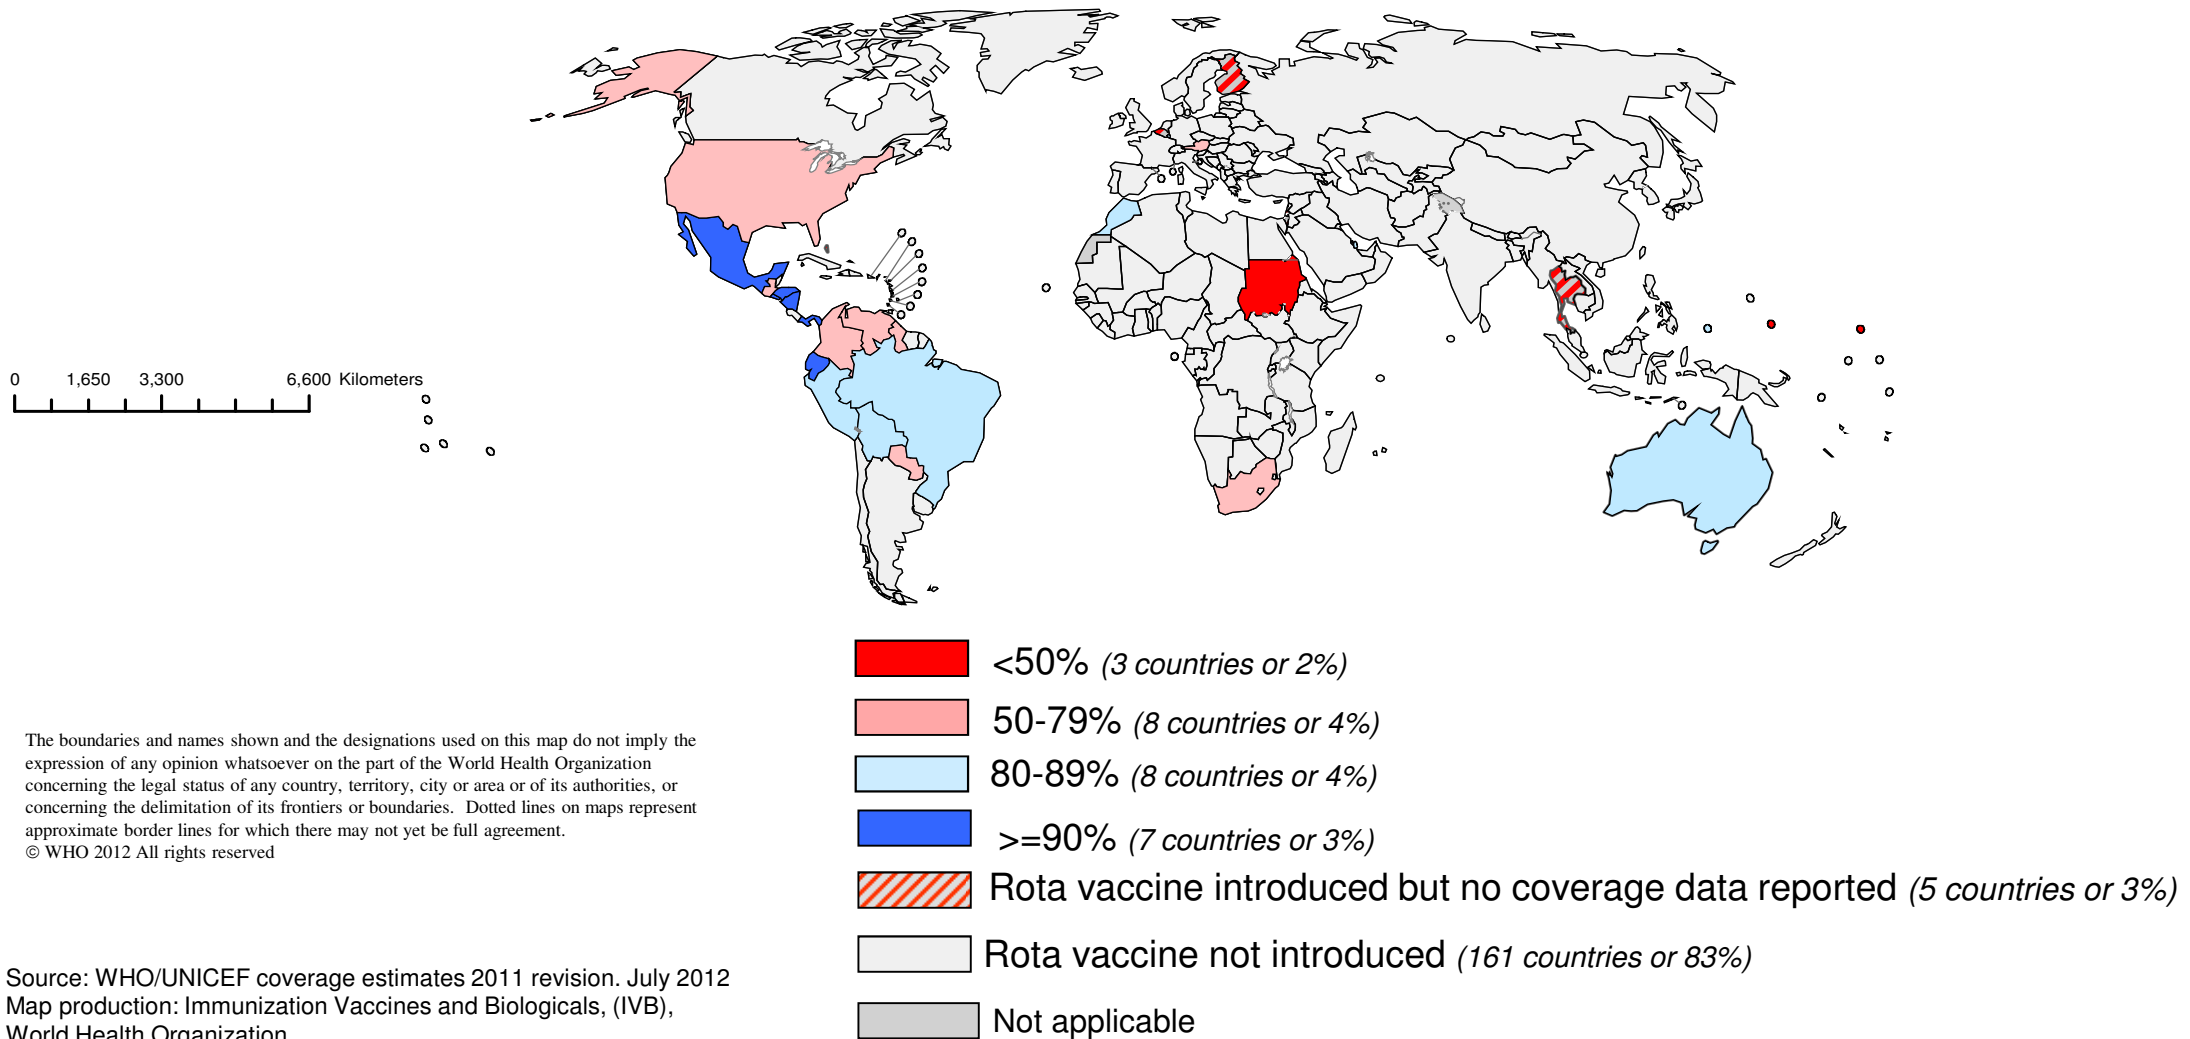 0 1,650 3,300 6,600 Kilometers
<50% (3 countries or 2%)
50-79% (8 countries or 4%)
80-89% (8 countries or 4%)
>=90% (7 countries or 3%)
Rota vaccine introduced but no coverage data reported (5 countries or 3%)
Rota vaccine not introduced (161 countries or 83%)
Not applicable
The boundaries and names shown and the designations used on this map do not imply the
expression of any opinion whatsoever on the part of the World Health Organization
concerning the legal status of any country, territory, city or area or of its authorities, or
concerning the delimitation of its frontiers or boundaries.  Dotted lines on maps represent
approximate border lines for which there may not yet be full agreement.
© WHO 2012 All rights reserved
Source: WHO/UNICEF coverage estimates 2011 revision. July 2012
Map production: Immunization Vaccines and Biologicals, (IVB),
World Health Organization